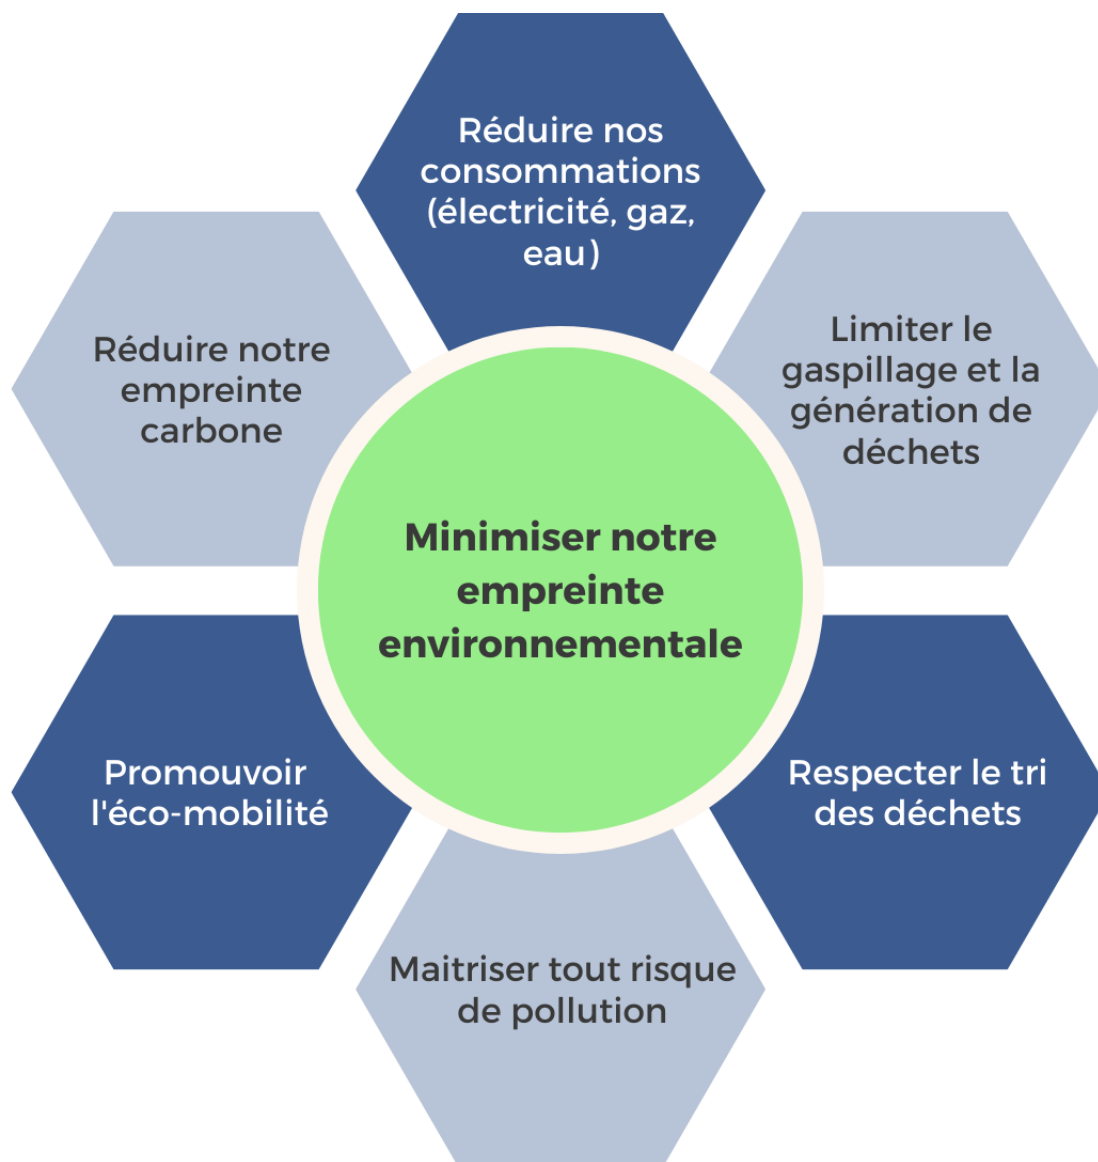 Réduire nos
consommations
(électricité, gaz,
eau)
Limiter le
gaspillage et la
génération de
déchets
Respecter le tri
des déchets
Maitriser tout risque
de pollution
Promouvoir
l'éco-mobilité
Réduire notre
empreinte
carbone
Minimiser notre
empreinte
environnementale